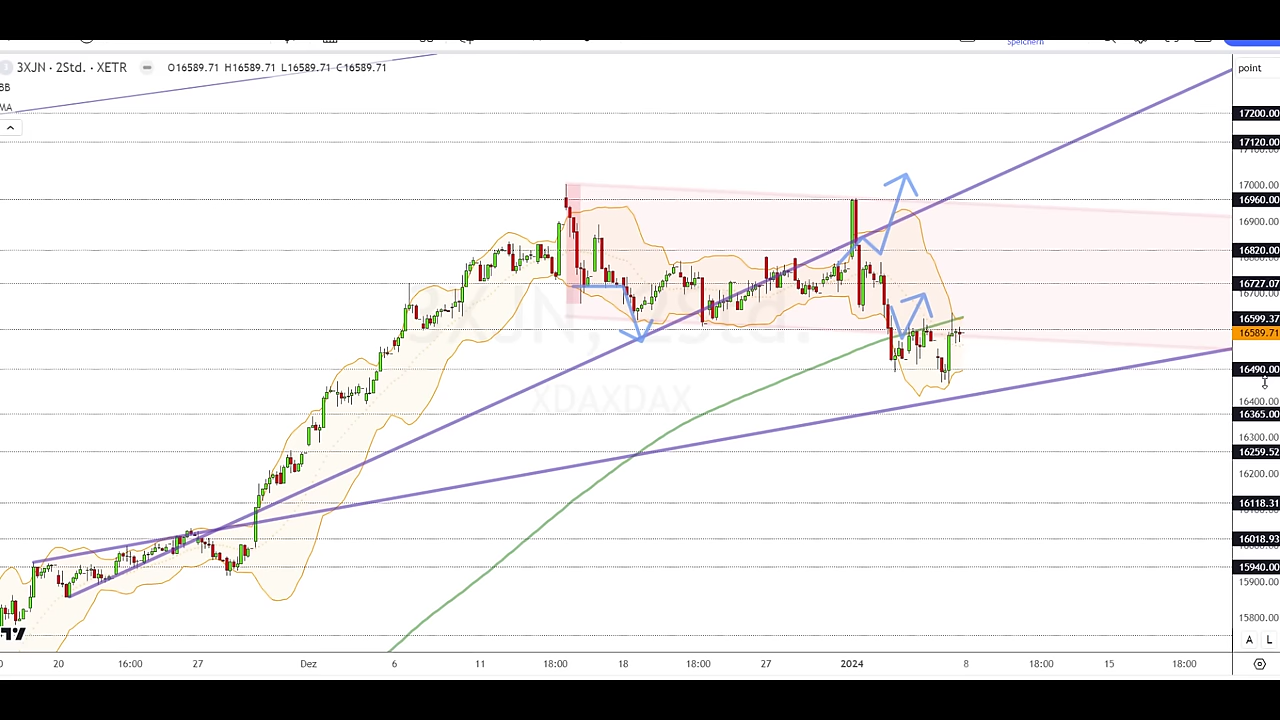 Speichern
3XJN · 2Std. · XETR O16589.71 H16589.71 L16589.71 C16589.71
BB
MA
point
17200.00
17120.00
17000.00
16960.00
16900.00
16820.00
16727.07
16700.00
16599.37
16589.71
16490.00
16400.00
16365.00
16300.00
16259.52
16200.00
16118.31
16018.93
15940.00
15900.00
15800.00
3XJN, 2Std.
XDAXDAX
A L
20 16:00 27 Dez 6 11 18:00 18 18:00 27 2024 8 18:00 15 18:00